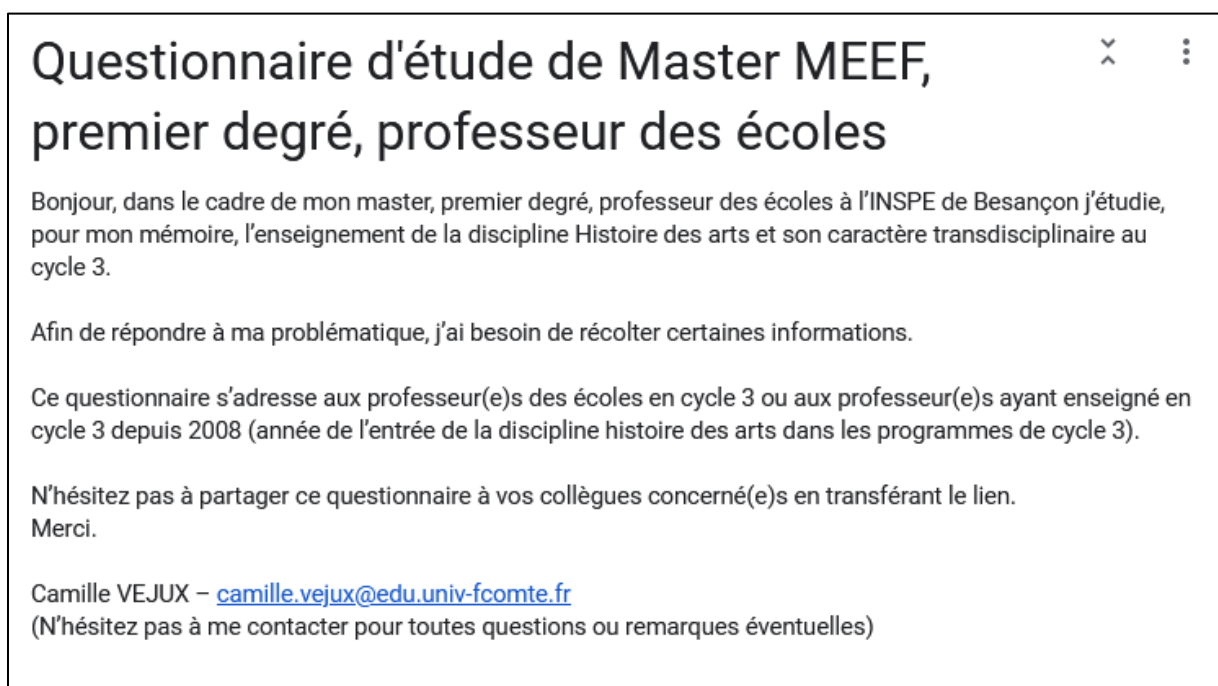 Questionnaire d'étude de Master MEEF,
premier degré, professeur des écoles
Bonjour, dans le cadre de mon master, premier degré, professeur des écoles à l’INSPE de Besançon j’étudie,
pour mon mémoire, l’enseignement de la discipline Histoire des arts et son caractère transdisciplinaire au
cycle 3.
Afin de répondre à ma problématique, j’ai besoin de récolter certaines informations.
Ce questionnaire s’adresse aux professeur(e)s des écoles en cycle 3 ou aux professeur(e)s ayant enseigné en
cycle 3 depuis 2008 (année de l’entrée de la discipline histoire des arts dans les programmes de cycle 3).
N’hésitez pas à partager ce questionnaire à vos collègues concerné(e)s en transférant le lien.
Merci.
Camille VEJUX – camille.vejux@edu.univ-fcomte.fr
(N’hésitez pas à me contacter pour toutes questions ou remarques éventuelles)